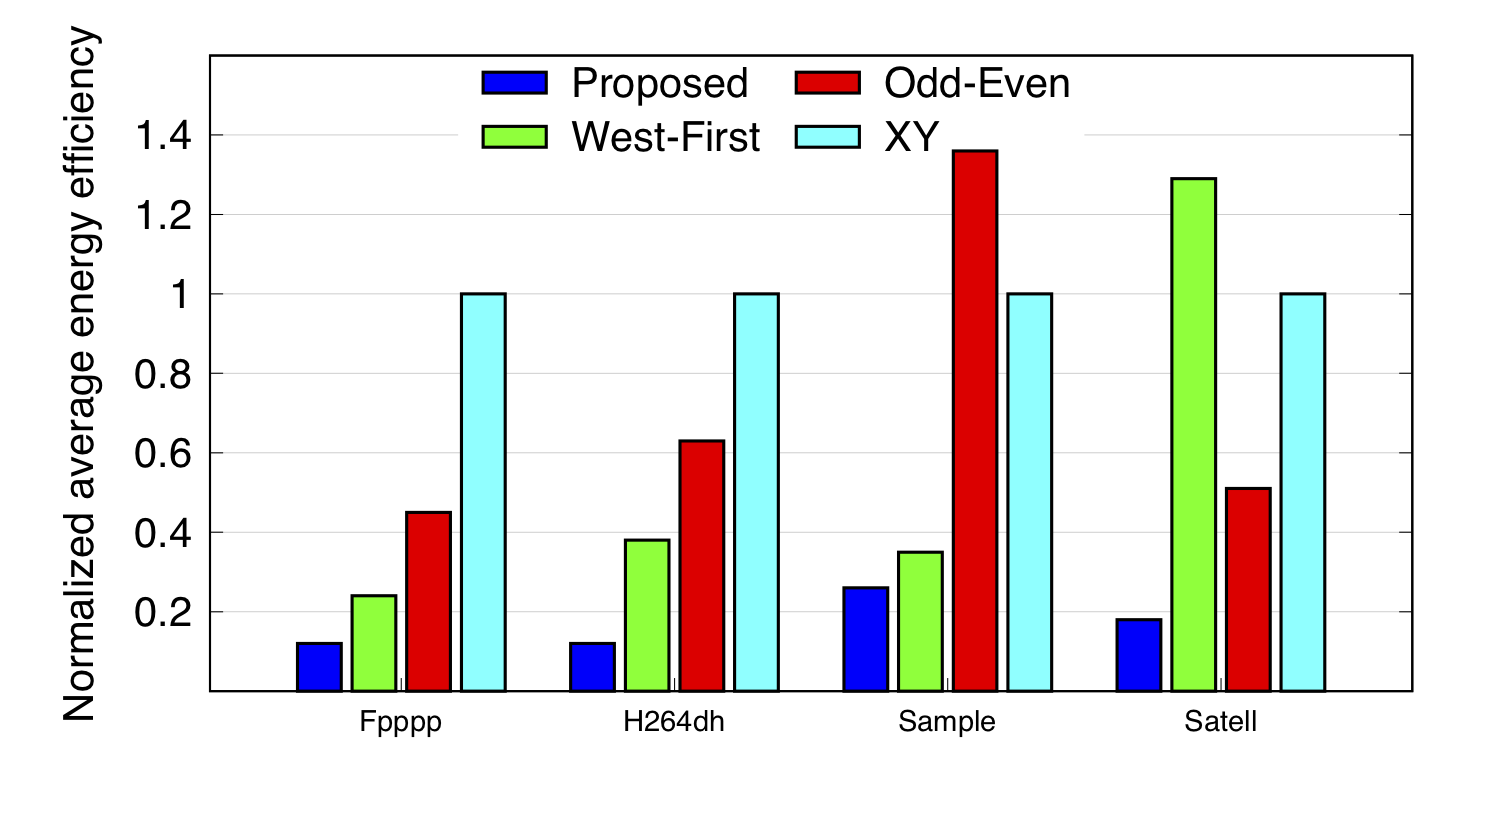 Normalized average energy efficiency
Proposed Odd-Even
West-First XY
1.4
1.2
1
0.8
0.6
0.4
0.2
Fpppp H264dh Sample Satell